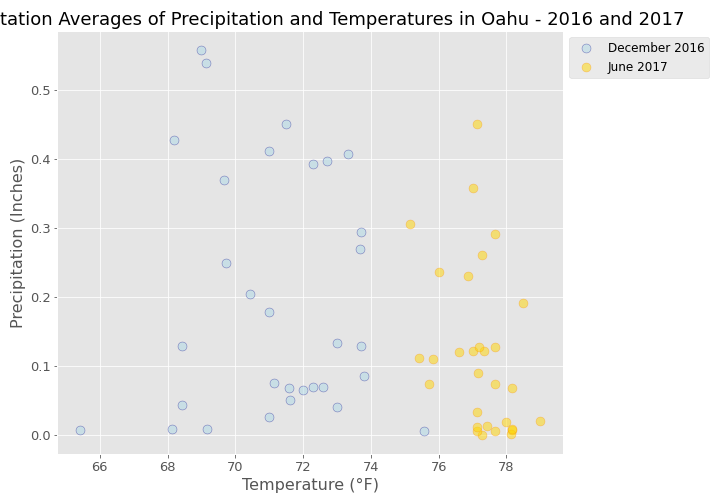 tation Averages of Precipitation and Temperatures in Oahu - 2016 and 2017
December 2016
June 2017
0.5
0.4
0.3
0.2
0.1
0.0
Precipitation (Inches)
66 68 70 72 74 76 78
Temperature (°F)